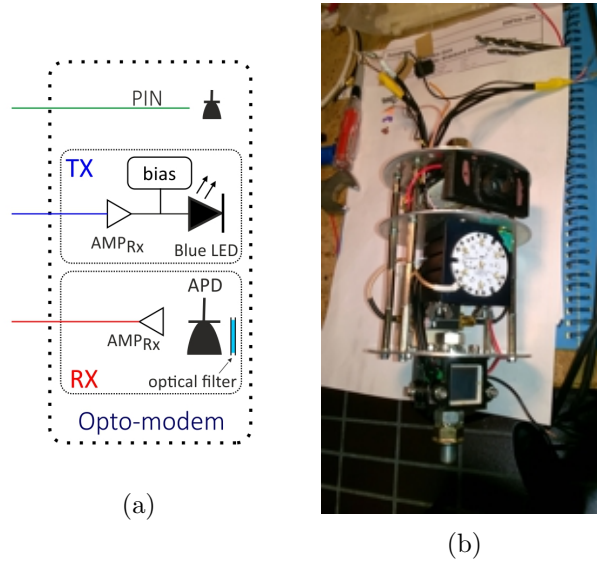 PIN
TX
bias
AMPRx
Blue LED
APD
AMPRx
optical filter
RX
Opto-modem
(a)
(b)